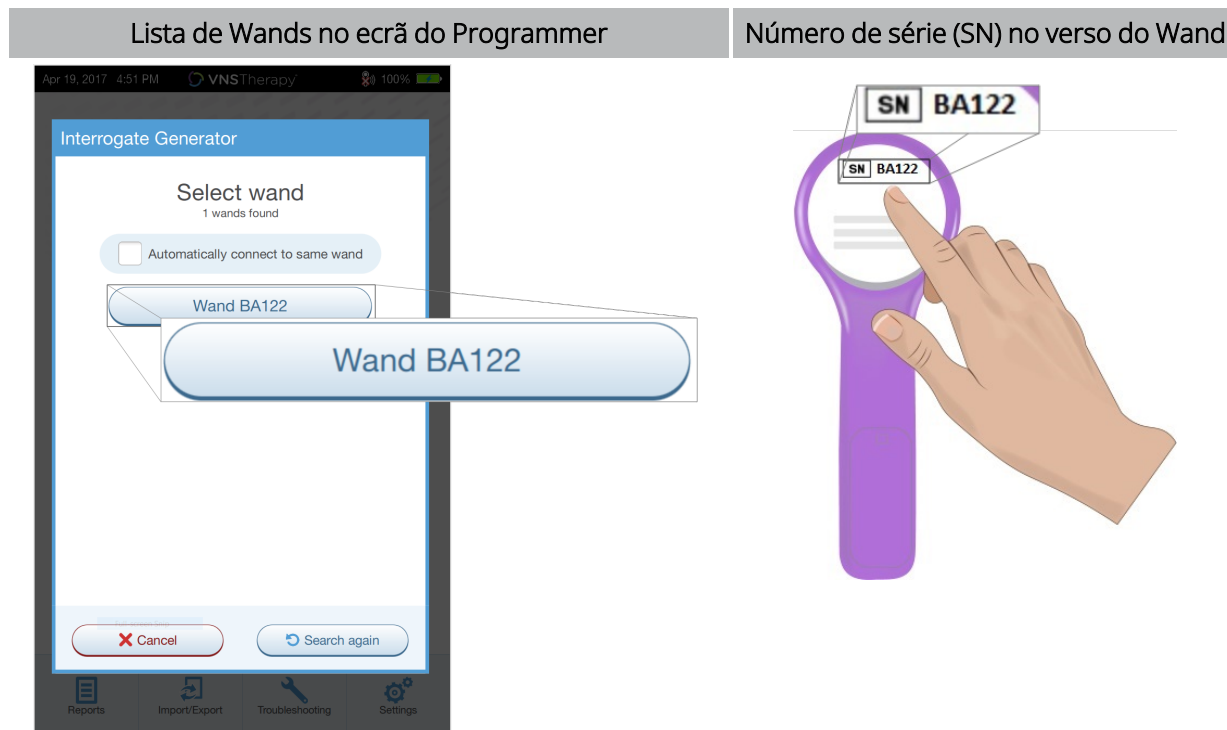 Lista de Wands no ecrã do Programmer
Número de série (SN) no verso do Wand
Apr 19, 2017 4:51 PM
VNSTherapy
100%
Interrogate Generator
Select wand
1 wands found
Automatically connect to same wand
Wand BA122
Wand BA122
Cancel
Search again
Reports
Import/Export
Troubleshooting
Settings
SN BA122
SN BA122